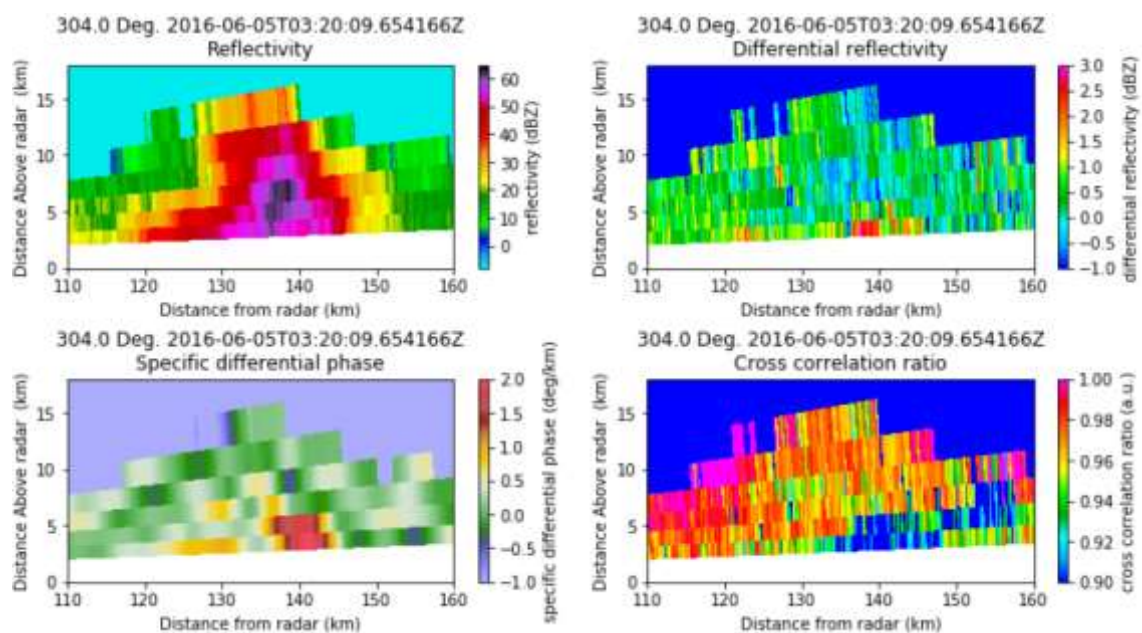 304.0 Deg. 2016-06-05T03:20:09.654166Z
Reflectivity
Distance Above radar (km)
15
10
5
0
110 120 130 140 150 160
Distance from radar (km)
60
50
40
30
20
10
0
reflectivity (dBZ)
304.0 Deg. 2016-06-05T03:20:09.654166Z
Differential reflectivity
Distance Above radar (km)
15
10
5
0
110 120 130 140 150 160
Distance from radar (km)
3.0
2.5
2.0
1.5
1.0
0.5
0.0
−0.5
−1.0
differential reflectivity (dBZ)
304.0 Deg. 2016-06-05T03:20:09.654166Z
Specific differential phase
Distance Above radar (km)
15
10
5
0
110 120 130 140 150 160
Distance from radar (km)
2.0
1.5
1.0
0.5
0.0
−0.5
−1.0
specific differential phase (deg/km)
304.0 Deg. 2016-06-05T03:20:09.654166Z
Cross correlation ratio
Distance Above radar (km)
15
10
5
0
110 120 130 140 150 160
Distance from radar (km)
1.00
0.98
0.96
0.94
0.92
0.90
cross correlation ratio (a.u.)